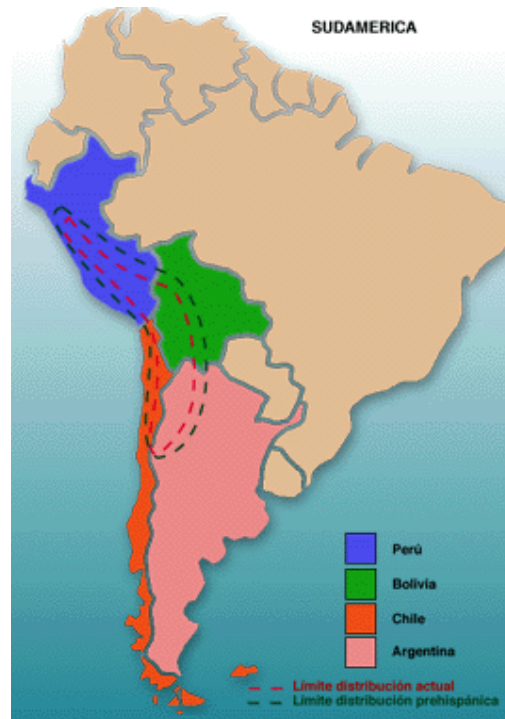 SUDAMERICA
Perú
Bolivia
Chile
Argentina
Límite distribución actual
Límite distribución prehispánica